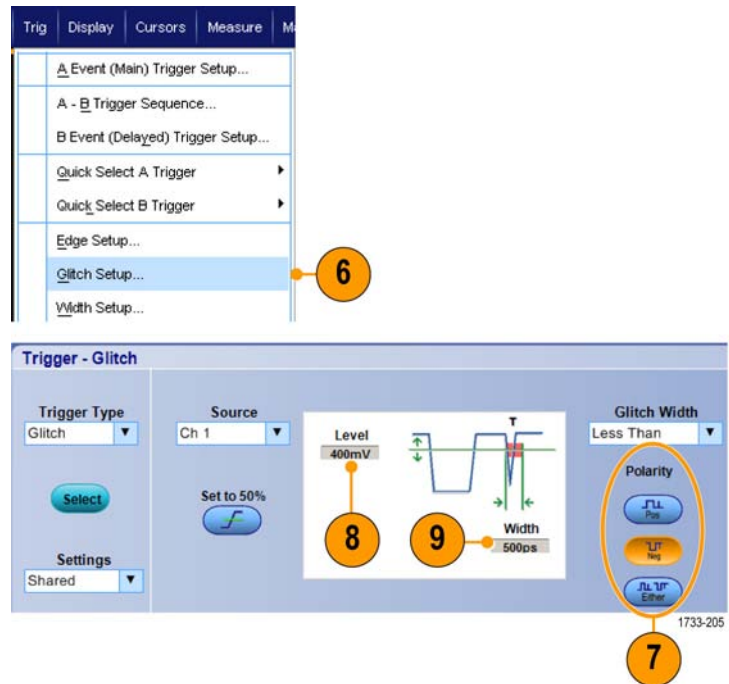 Trig Display Cursors Measure M
A Event (Main) Trigger Setup...
A - B Trigger Sequence...
B Event (Delayed) Trigger Setup...
Quick Select A Trigger
Quick Select B Trigger
Edge Setup...
Glitch Setup...
6
Width Setup...
Trigger - Glitch
Trigger Type
Glitch
Select
Settings
Shared
Source
Ch 1
Set to 50%
Level
400mV
8
T
9
Width
500ps
Glitch Width
Less Than
Polarity
Pos
Neg
Either
1733-205
7